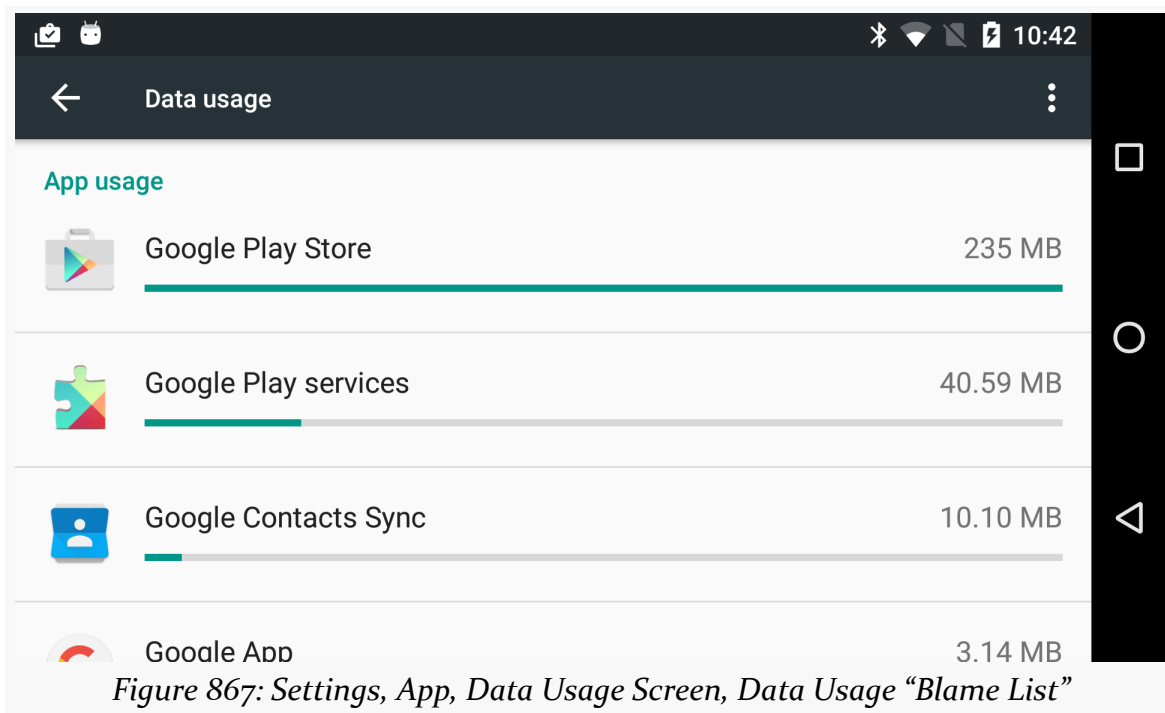 10:42
Data usage
App usage
Google Play Store 235 MB
Google Play services 40.59 MB
Google Contacts Sync 10.10 MB
Google App 3.14 MB
Figure 867: Settings, App, Data Usage Screen, Data Usage “Blame List”